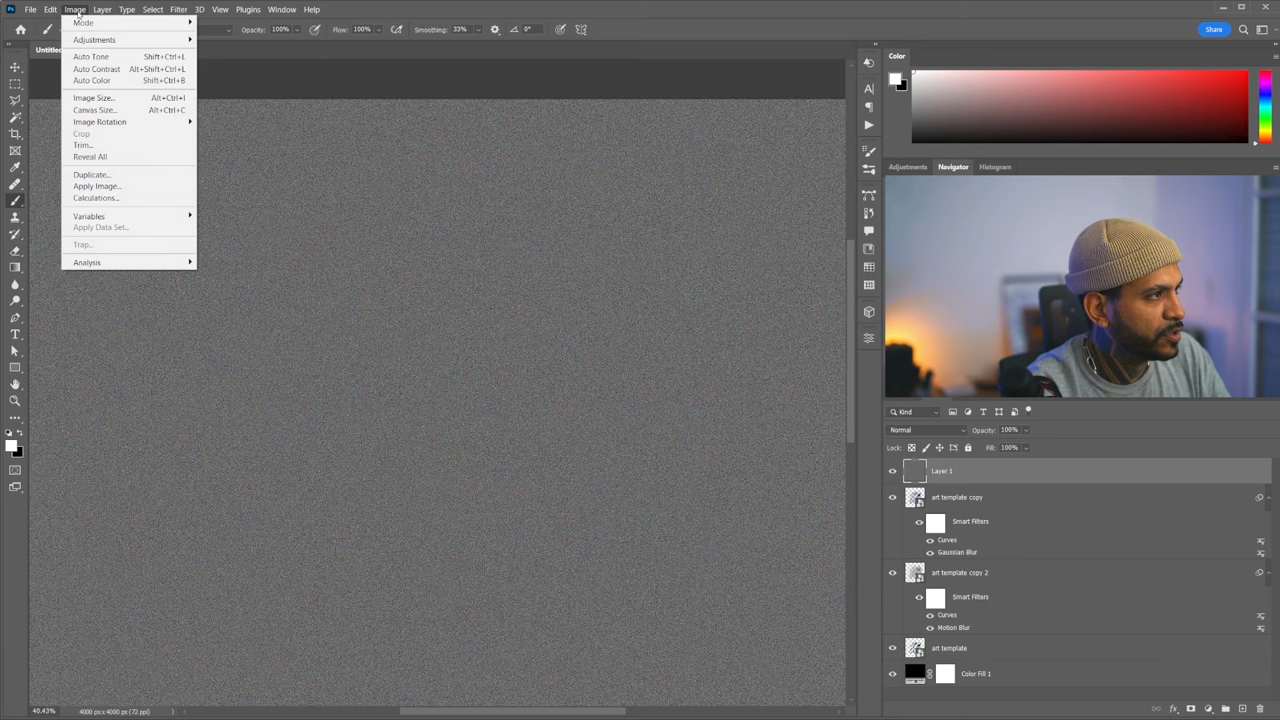 Ps File Edit Image Layer Type Select Filter 3D View Plugins Window Help
Opacity: 100% Flow: 100% Smoothing: 33% 0° Share
Untitled
Mode
Adjustments
Auto Tone Shift+Ctrl+L
Auto Contrast Alt+Shift+Ctrl+L
Auto Color Shift+Ctrl+B
Image Size... Alt+Ctrl+I
Canvas Size... Alt+Ctrl+C
Image Rotation
Crop
Trim...
Reveal All
Duplicate...
Apply Image...
Calculations...
Variables
Apply Data Set...
Trap...
Analysis
Color
Adjustments Navigator Histogram
Kind
Normal Opacity: 100%
Lock: Fill: 100%
Layer 1
art template copy
Smart Filters
Curves
Gaussian Blur
art template copy 2
Smart Filters
Curves
Motion Blur
art template
Color Fill 1
40.43% 4000 px x 4000 px (72 ppi)